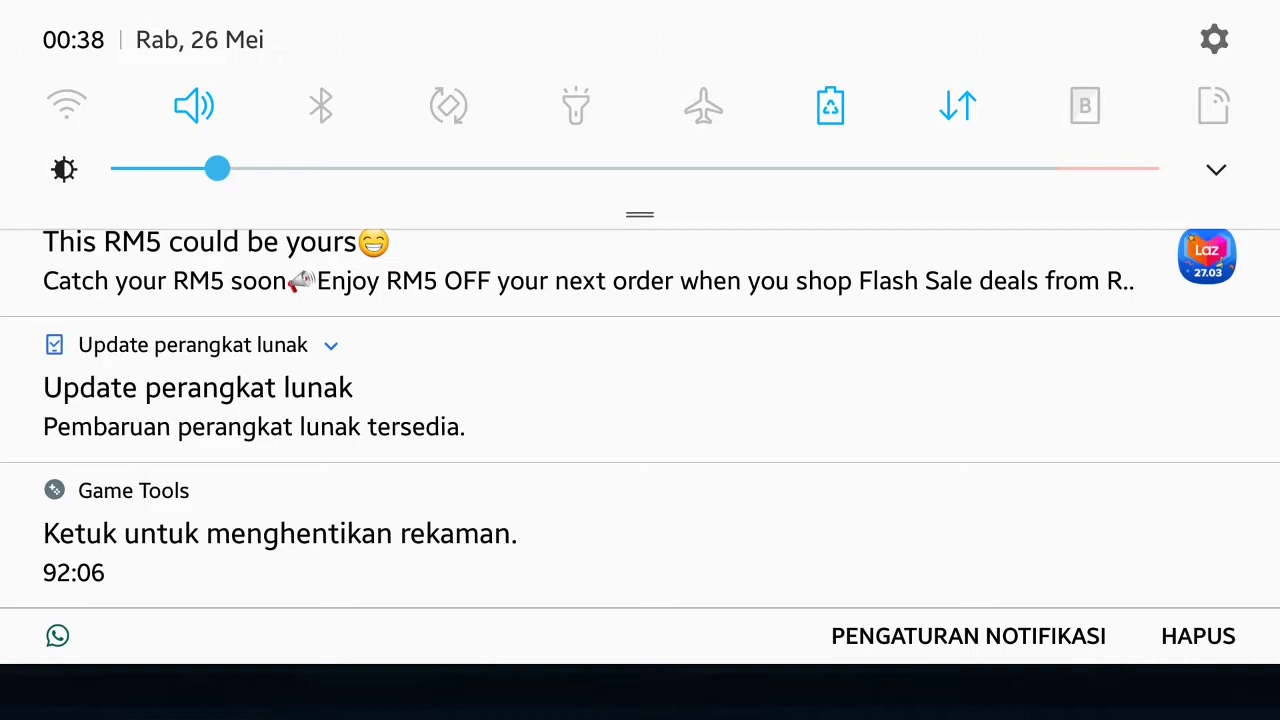 00:38 | Rab, 26 Mei
B
This RM5 could be yours😁
Catch your RM5 soon📢Enjoy RM5 OFF your next order when you shop Flash Sale deals from R..
Laz
27.03
Update perangkat lunak
Update perangkat lunak
Pembaruan perangkat lunak tersedia.
Game Tools
Ketuk untuk menghentikan rekaman.
92:06
PENGATURAN NOTIFIKASI HAPUS